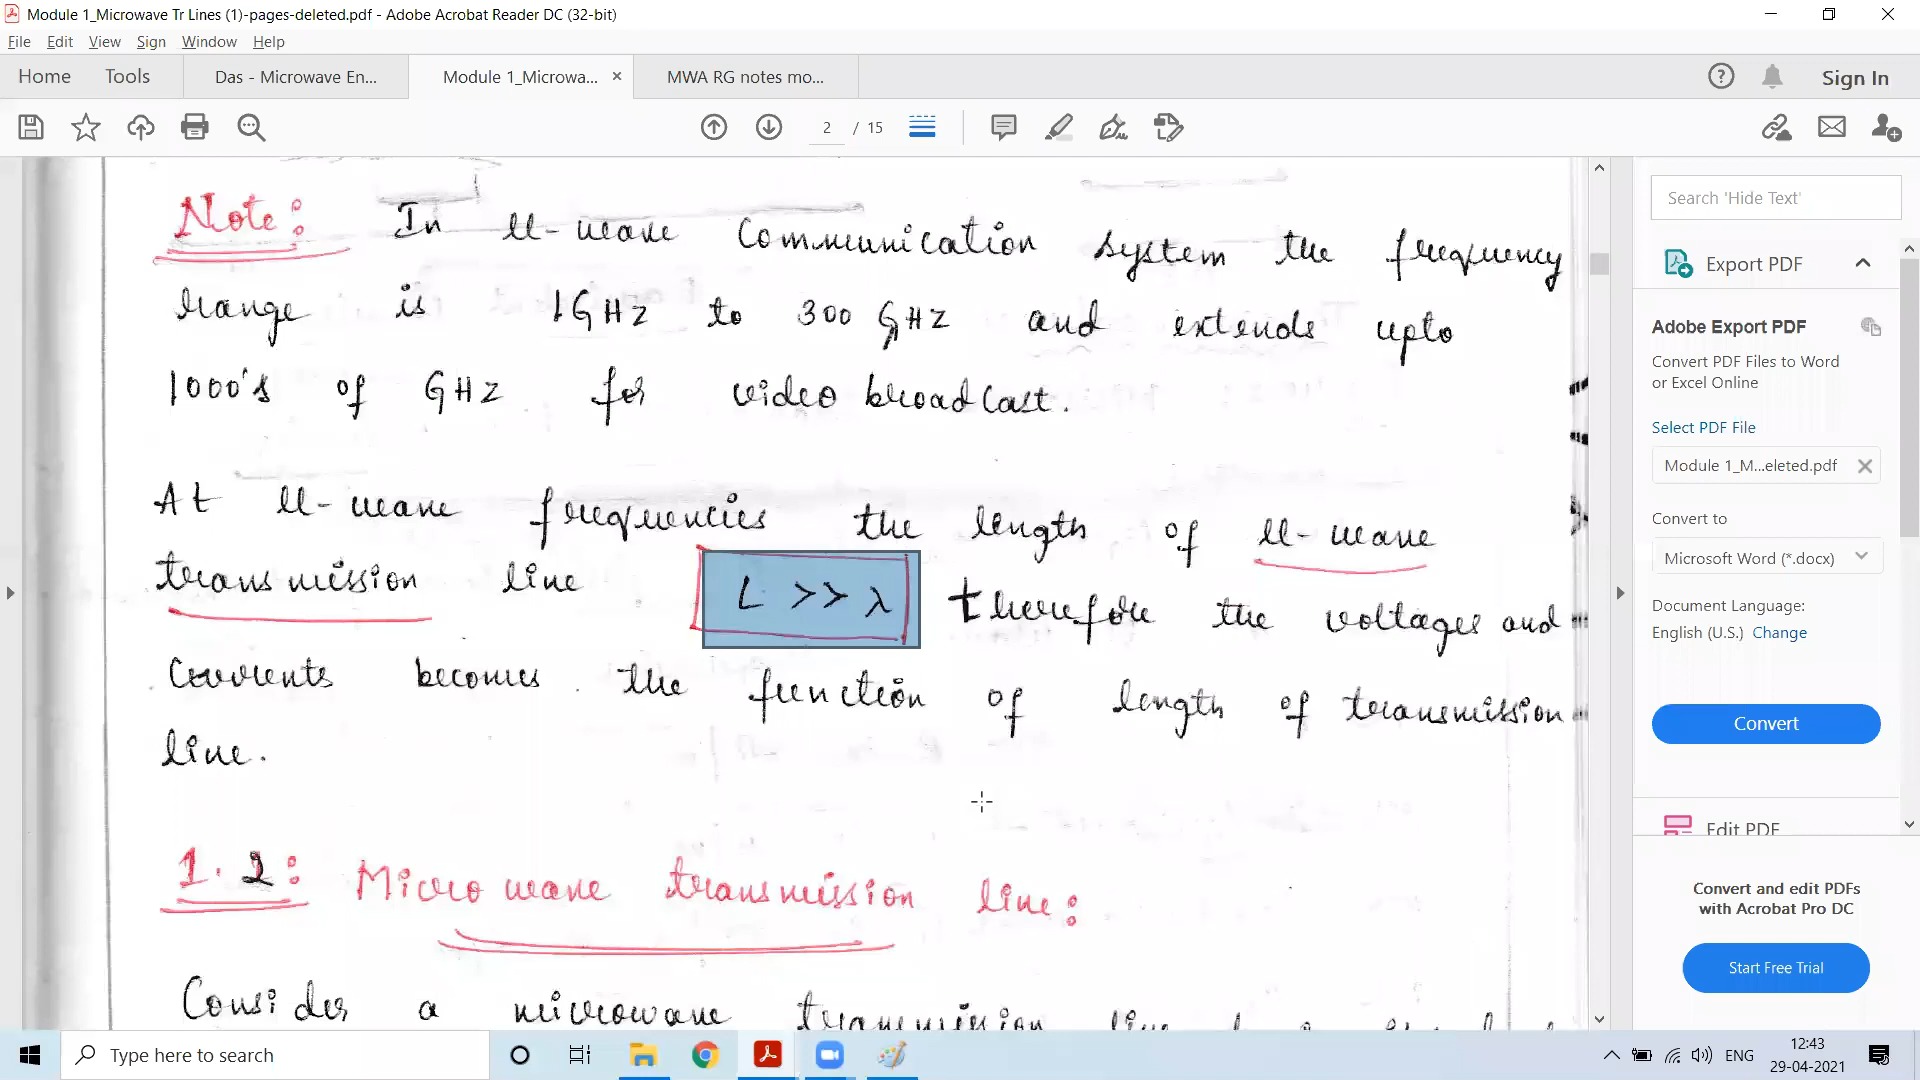 Module 1_Microwave Tr Lines (1)-pages-deleted.pdf - Adobe Acrobat Reader DC (32-bit)
File Edit View Sign Window Help
Home Tools Das - Microwave En... Module 1_Microwa... × MWA RG notes mo... Sign In
2 / 15
Note: In μ-wave Communication system the frequency
range is 1GHz to 300 GHz and extends upto
1000's of GHz for video broadcast.
At μ-wave frequencies the length of μ-wave
transmission line L >> λ therefore the voltages and
Currents becomes the function of length of transmission
line.
1.2: Microwave transmission line:
Consider a microwave transmission line
Search 'Hide Text'
Export PDF
Adobe Export PDF
Convert PDF Files to Word
or Excel Online
Select PDF File
Module 1_M...eleted.pdf
Convert to
Microsoft Word (*.docx)
Document Language:
English (U.S.) Change
Convert
Edit PDF
Convert and edit PDFs
with Acrobat Pro DC
Start Free Trial
Type here to search
ENG
12:43
29-04-2021